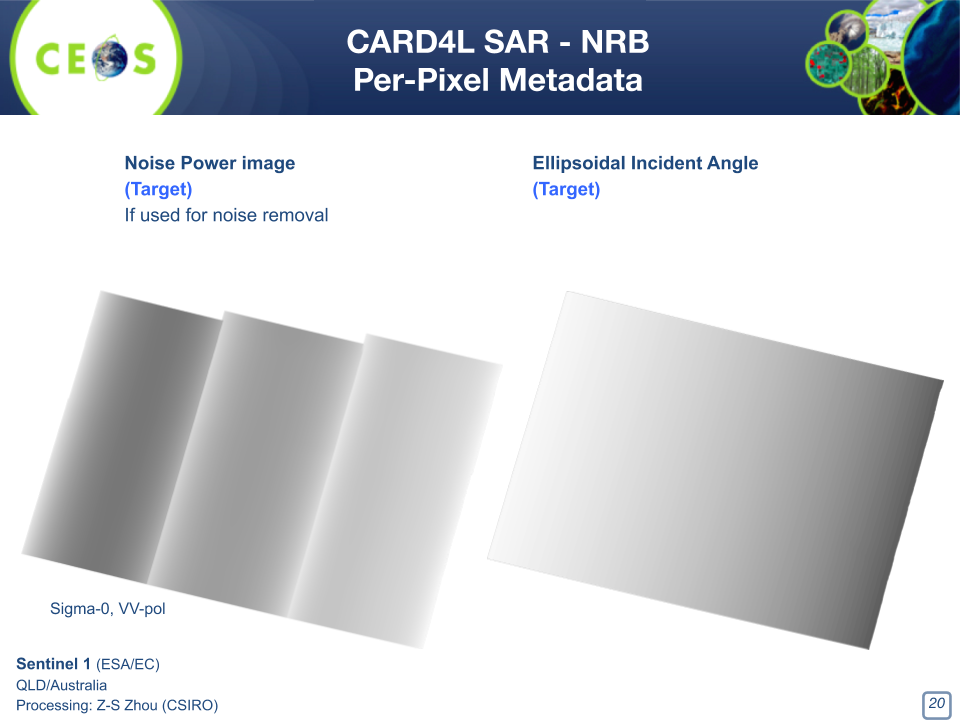 CEOS
CARD4L SAR - NRB
Per-Pixel Metadata
Noise Power image
(Target)
If used for noise removal
Ellipsoidal Incident Angle
(Target)
Sigma-0, VV-pol
Sentinel 1 (ESA/EC)
QLD/Australia
Processing: Z-S Zhou (CSIRO)
20